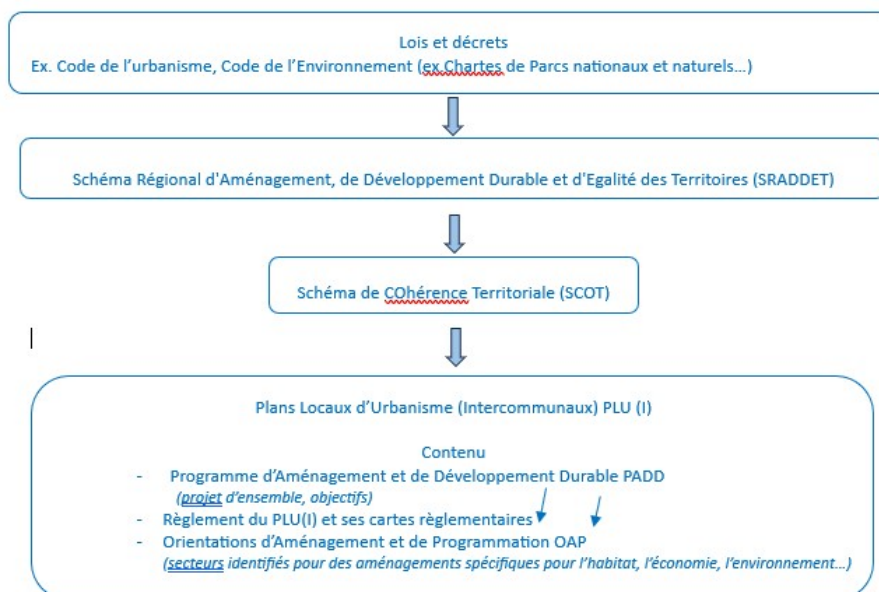 Lois et décrets
Ex. Code de l'urbanisme, Code de l'Environnement (ex.Chartes de Parcs nationaux et naturels...)
Schéma Régional d'Aménagement, de Développement Durable et d'Egalité des Territoires (SRADDET)
Schéma de COhérence Territoriale (SCOT)
Plans Locaux d'Urbanisme (Intercommunaux) PLU (I)
Contenu
- Programme d'Aménagement et de Développement Durable PADD
(projet d'ensemble, objectifs)
- Règlement du PLU(I) et ses cartes règlementaires
- Orientations d'Aménagement et de Programmation OAP
(secteurs identifiés pour des aménagements spécifiques pour l'habitat, l'économie, l'environnement...)